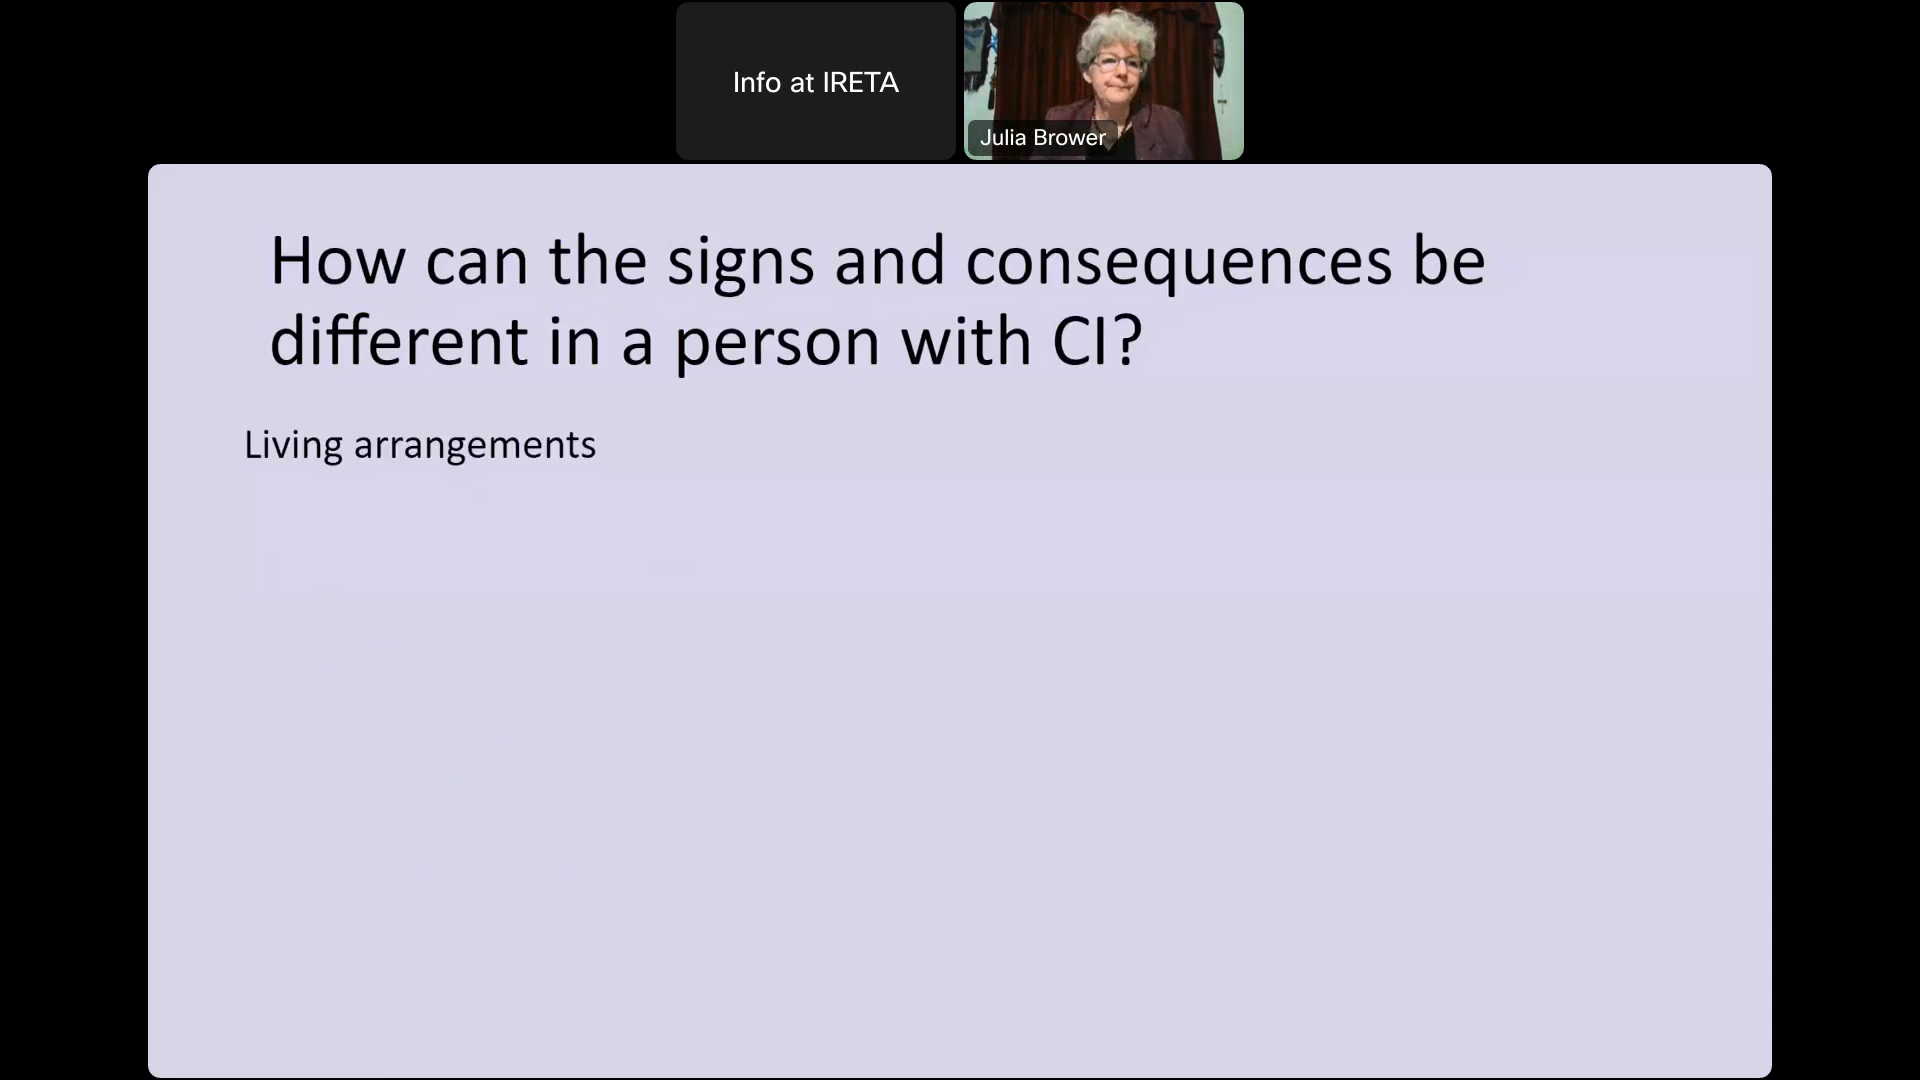 Info at IRETA
Julia Brower
How can the signs and consequences be
different in a person with CI?
Living arrangements